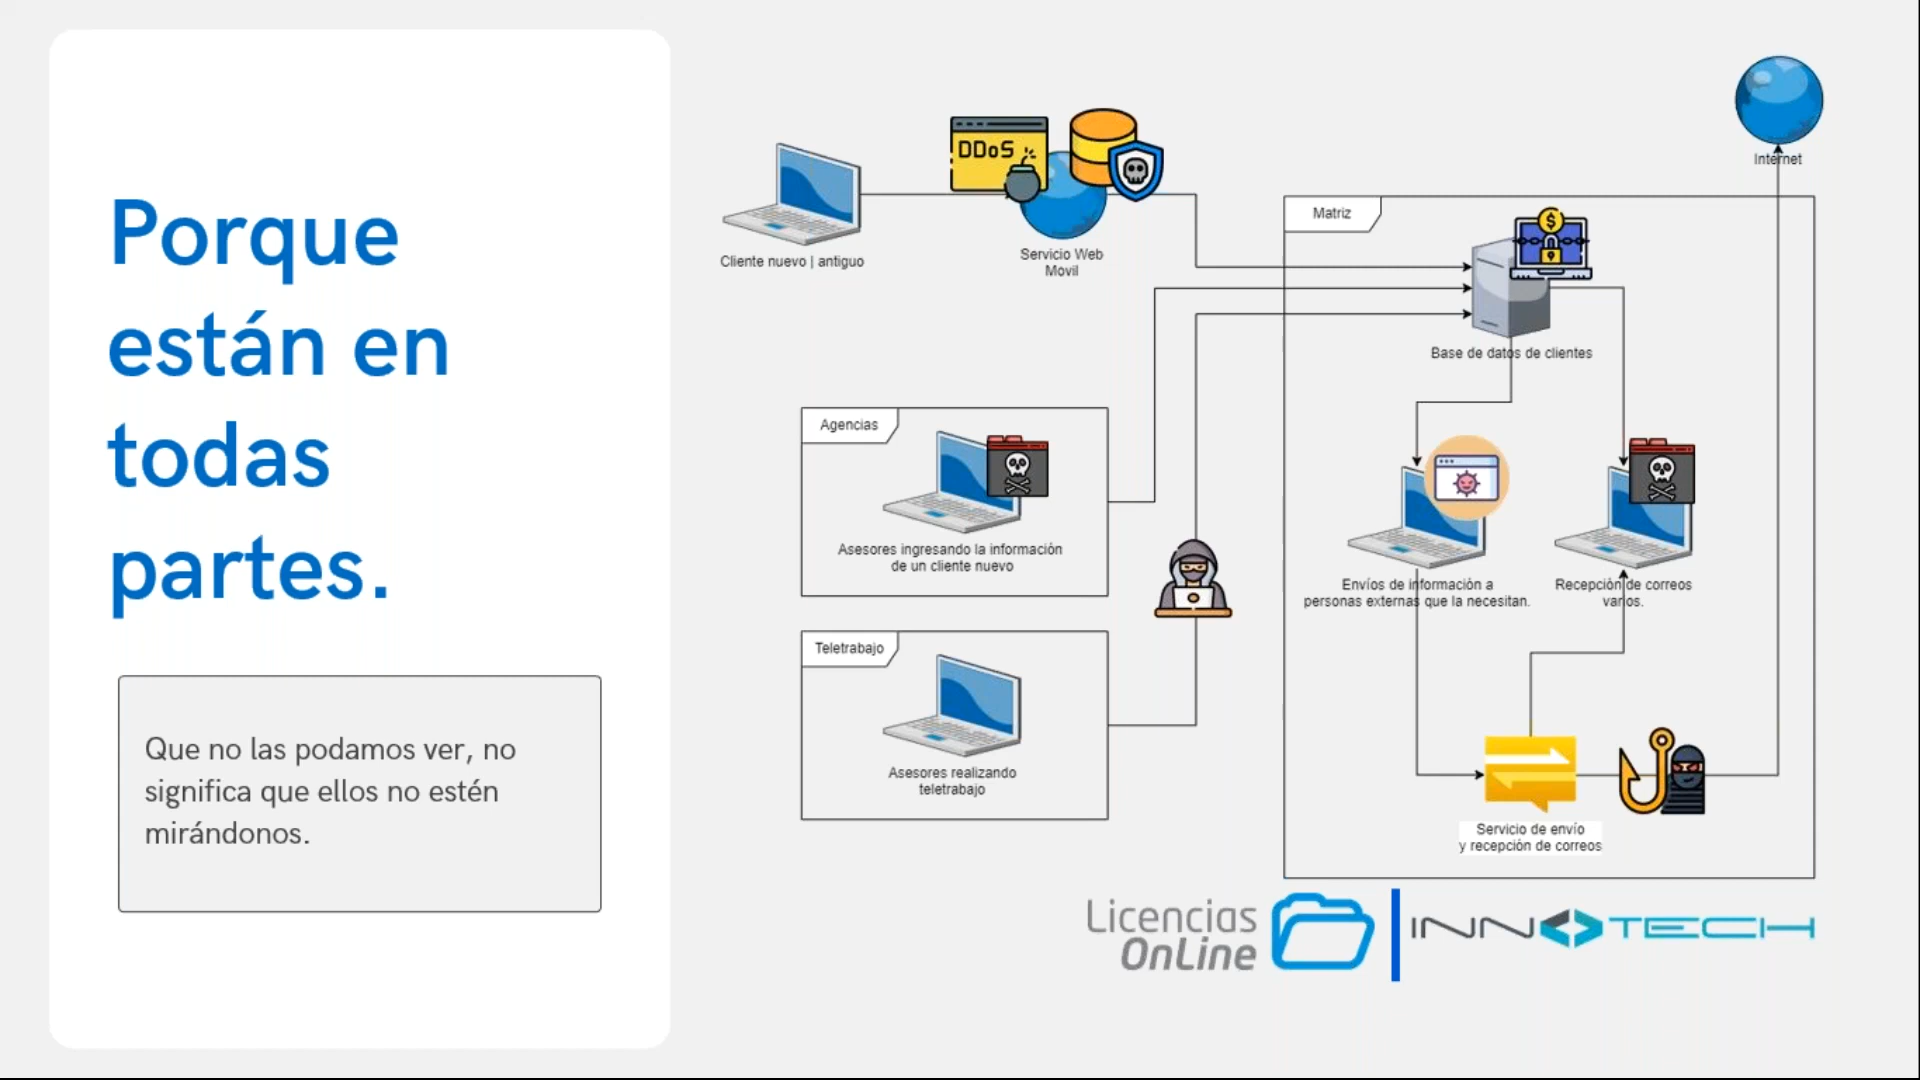 Porque
están en
todas
partes.
Que no las podamos ver, no
significa que ellos no estén
mirándonos.
DDoS
Cliente nuevo | antiguo
Servicio Web
Movil
Internet
Matriz
$
Base de datos de clientes
Agencias
Asesores ingresando la información
de un cliente nuevo
Envíos de información a
personas externas que la necesitan.
Recepción de correos
varios.
Teletrabajo
Asesores realizando
teletrabajo
Servicio de envío
y recepción de correos
Licencias
OnLine
INNOTECH